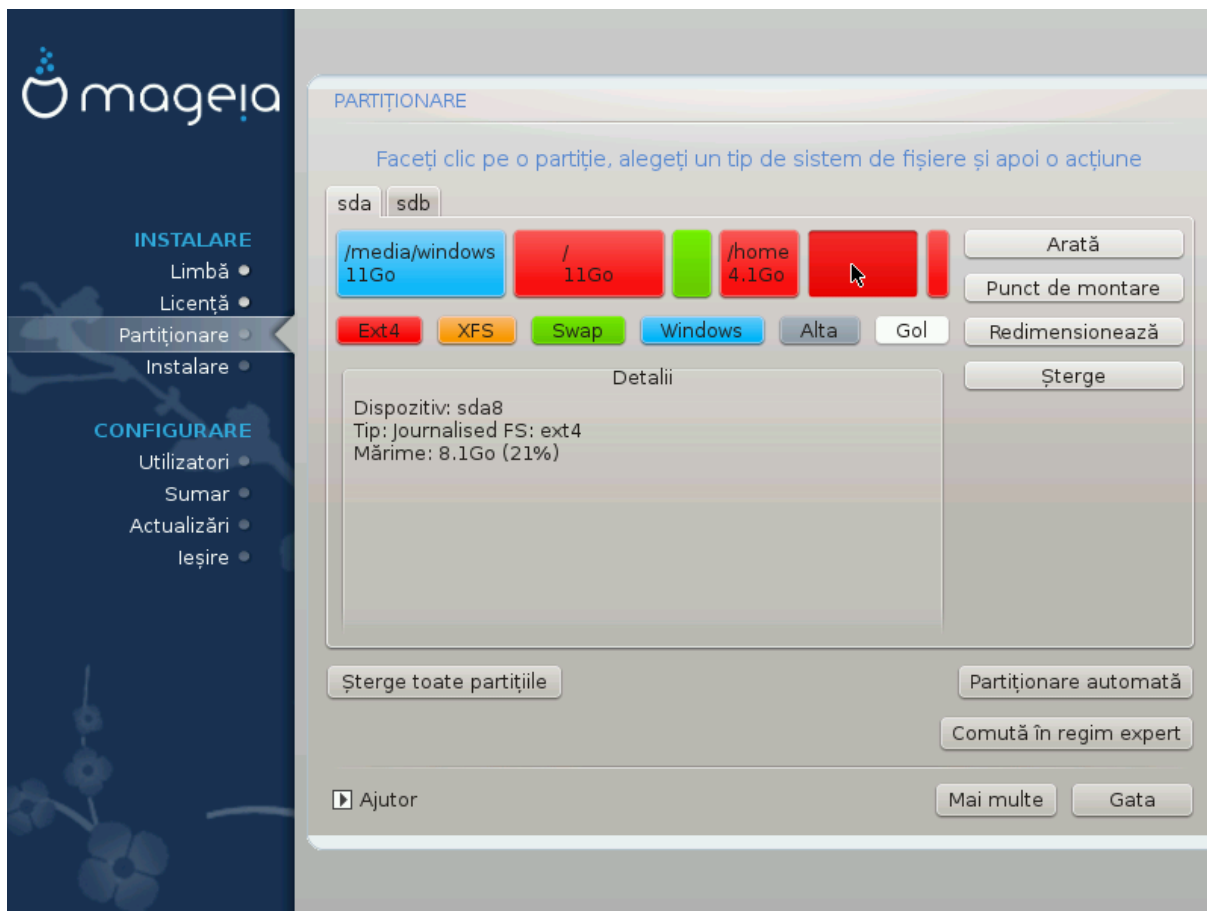 mageia
INSTALARE
Limbă
Licență
Partiționare
Instalare
CONFIGURARE
Utilizatori
Sumar
Actualizări
Ieșire
PARTIȚIONARE
Faceți clic pe o partiție, alegeți un tip de sistem de fișiere și apoi o acțiune
sda sdb
/media/windows
11Go
/
11Go
/home
4.1Go
Ext4 XFS Swap Windows Alta Gol
Arată
Punct de montare
Redimensionează
Șterge
Detalii
Dispozitiv: sda8
Tip: Journalised FS: ext4
Mărime: 8.1Go (21%)
Șterge toate partițiile
Partiționare automată
Comută în regim expert
Ajutor
Mai multe
Gata